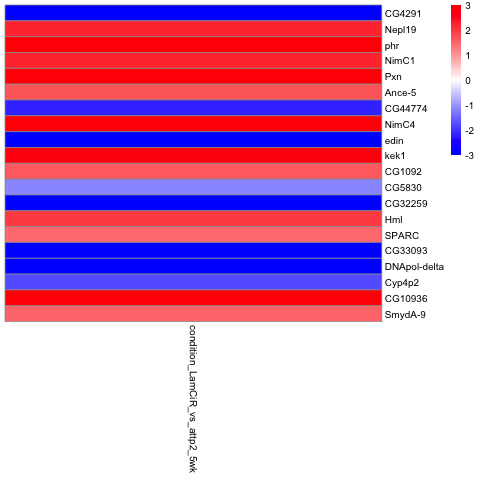 CG4291
Nepl19
phr
NimC1
Pxn
Ance-5
CG44774
NimC4
edin
kek1
CG1092
CG5830
CG32259
Hml
SPARC
CG33093
DNApol-delta
Cyp4p2
CG10936
SmydA-9
3
2
1
0
-1
-2
-3
condition_LamCIR_vs_attp2_5wk